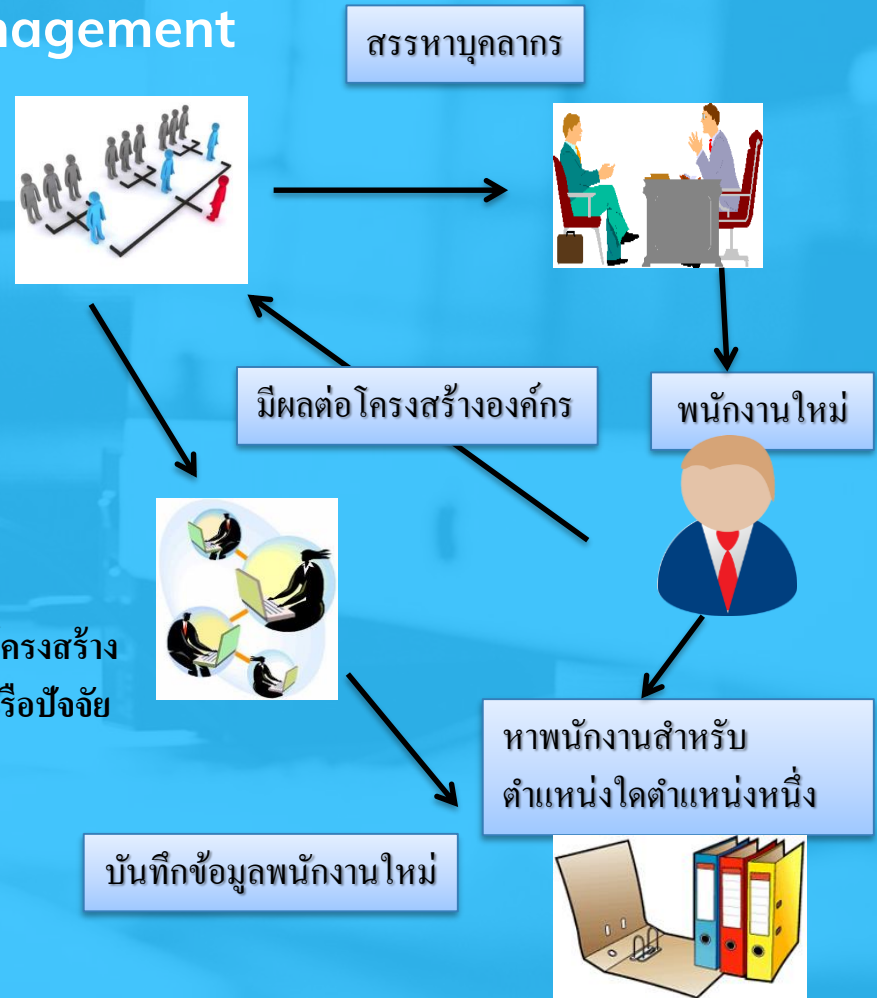 nagement
สรรหาบุคลากร
มีผลต่อโครงสร้างองค์กร
พนักงานใหม่
ครงสร้าง
รือปัจจัย
หาพนักงานสำหรับ
ตำแหน่งใดตำแหน่งหนึ่ง
บันทึกข้อมูลพนักงานใหม่